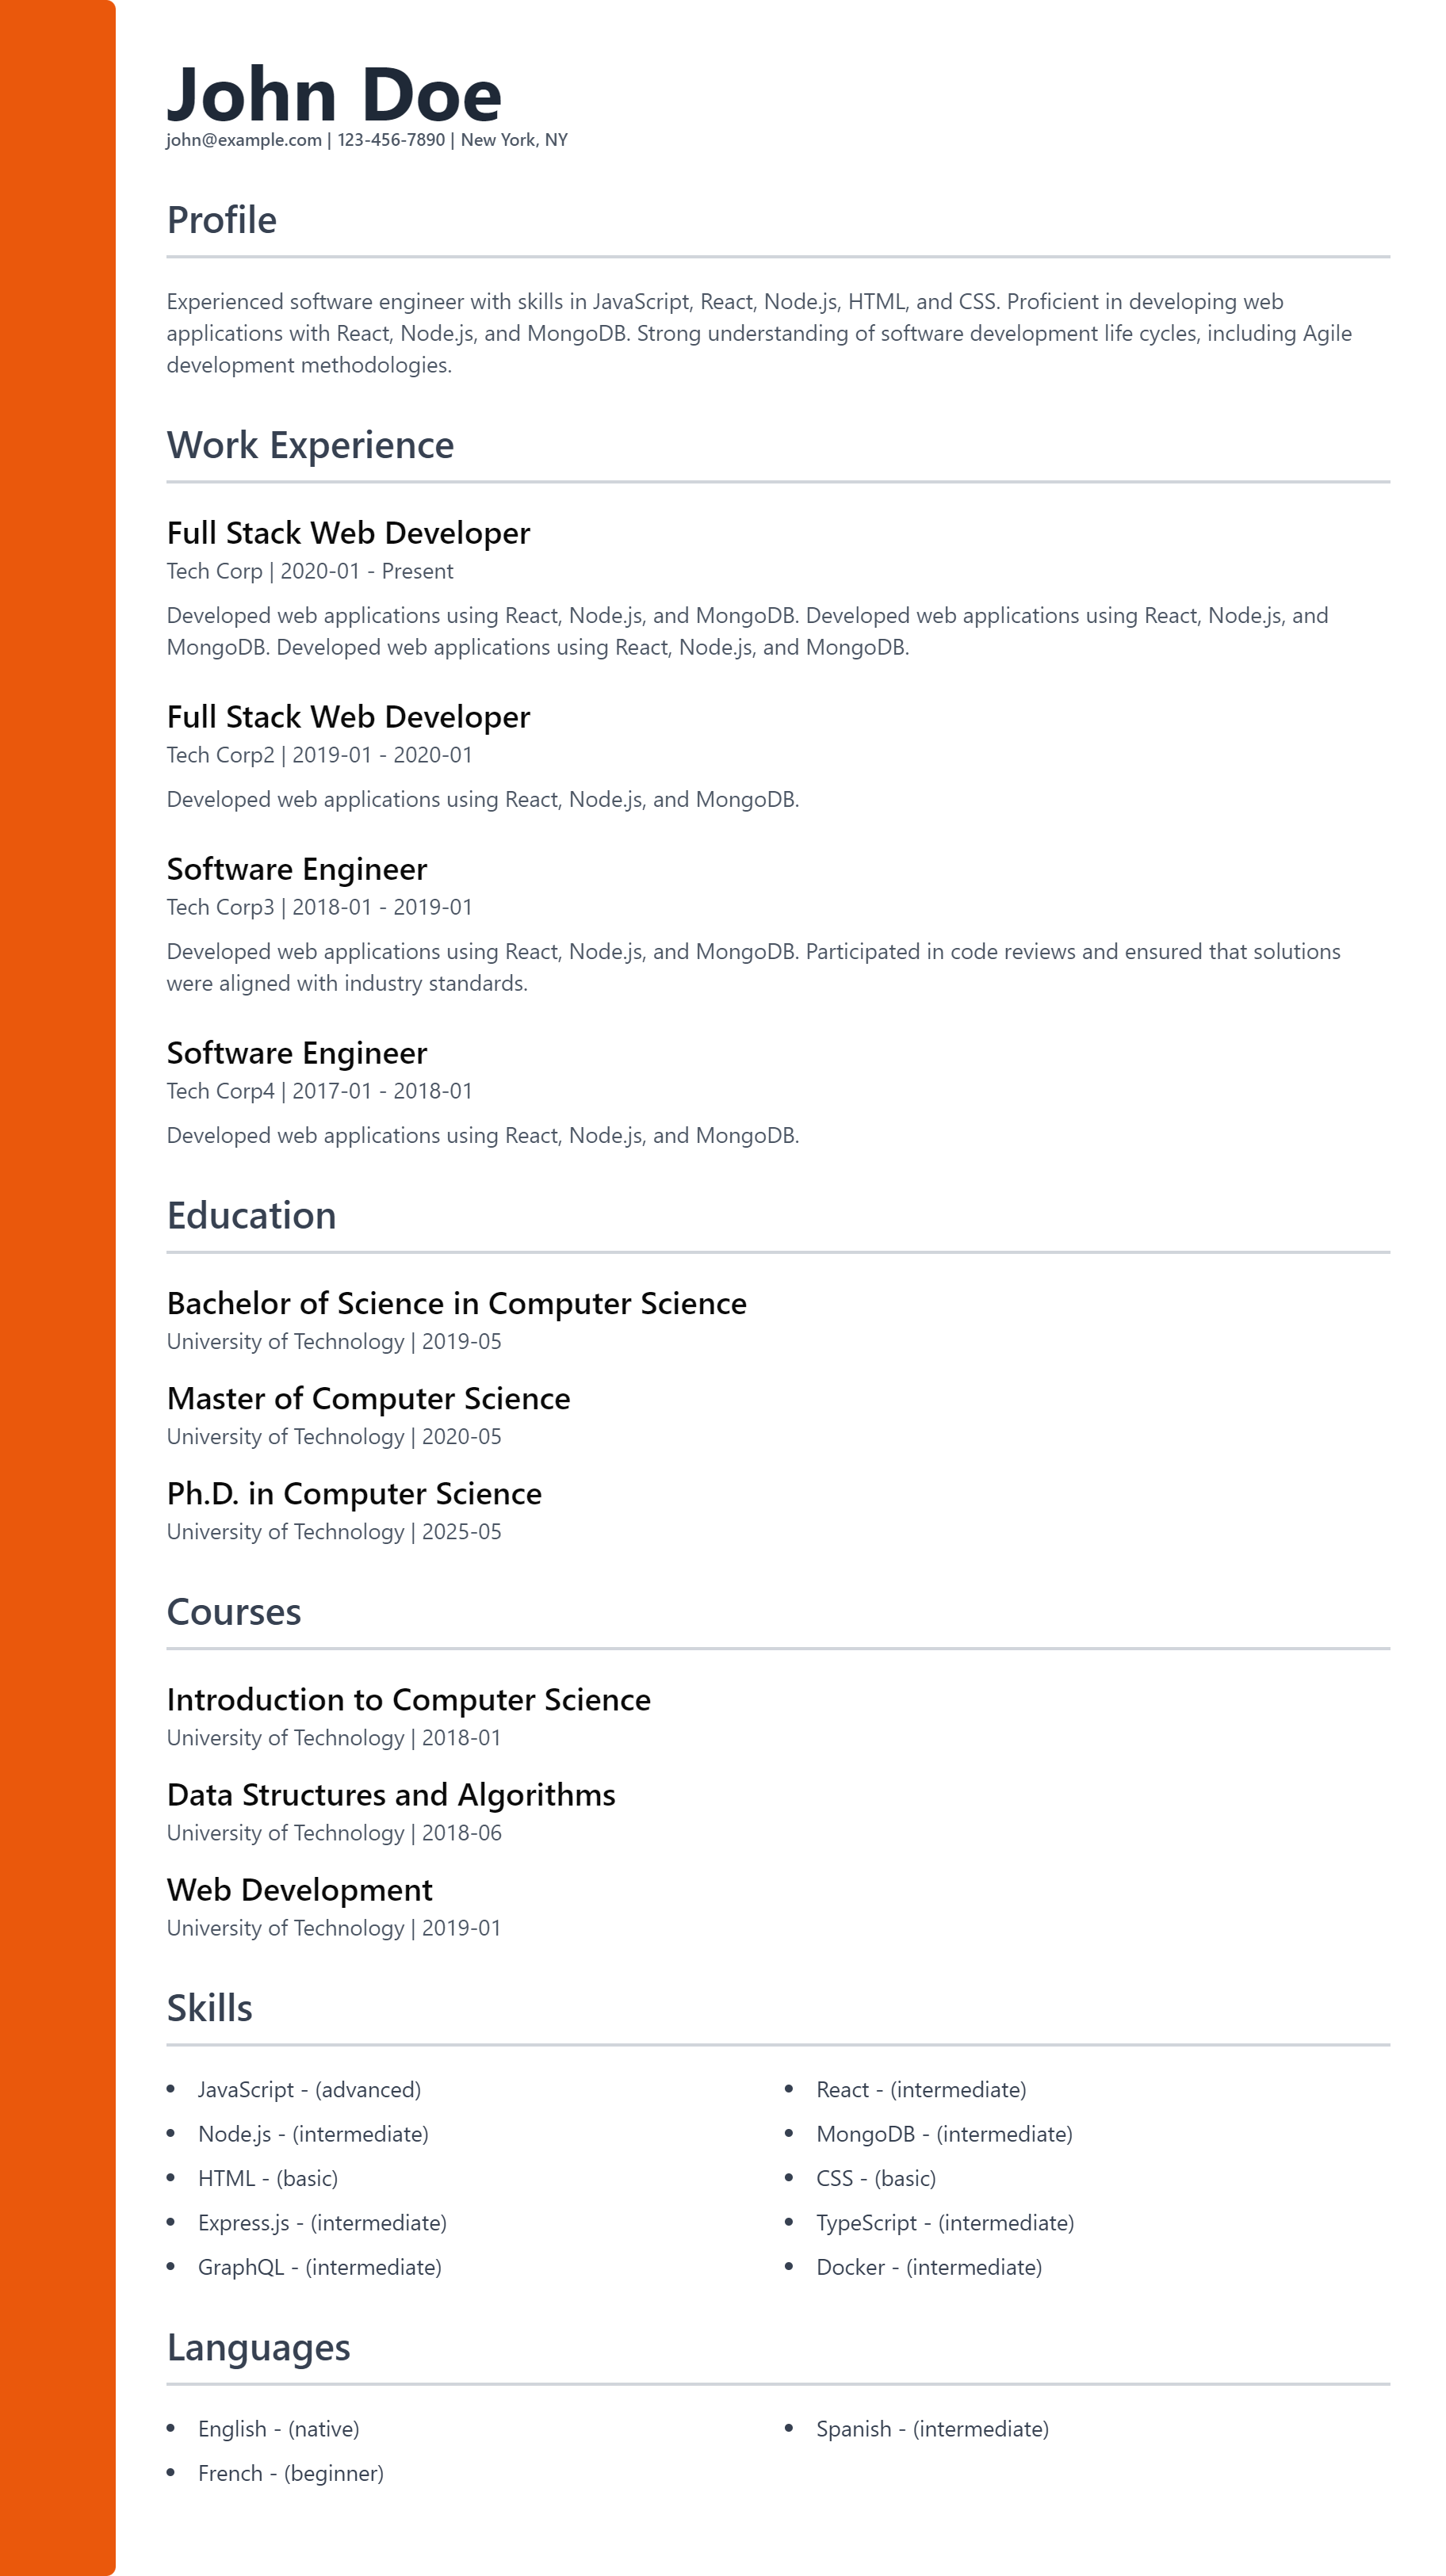 John Doe
john@example.com | 123-456-7890 | New York, NY
Profile
Experienced software engineer with skills in JavaScript, React, Node.js, HTML, and CSS. Proficient in developing web
applications with React, Node.js, and MongoDB. Strong understanding of software development life cycles, including Agile
development methodologies.
Work Experience
Full Stack Web Developer
Tech Corp | 2020-01 - Present
Developed web applications using React, Node.js, and MongoDB. Developed web applications using React, Node.js, and
MongoDB. Developed web applications using React, Node.js, and MongoDB.
Full Stack Web Developer
Tech Corp2 | 2019-01 - 2020-01
Developed web applications using React, Node.js, and MongoDB.
Software Engineer
Tech Corp3 | 2018-01 - 2019-01
Developed web applications using React, Node.js, and MongoDB. Participated in code reviews and ensured that solutions
were aligned with industry standards.
Software Engineer
Tech Corp4 | 2017-01 - 2018-01
Developed web applications using React, Node.js, and MongoDB.
Education
Bachelor of Science in Computer Science
University of Technology | 2019-05
Master of Computer Science
University of Technology | 2020-05
Ph.D. in Computer Science
University of Technology | 2025-05
Courses
Introduction to Computer Science
University of Technology | 2018-01
Data Structures and Algorithms
University of Technology | 2018-06
Web Development
University of Technology | 2019-01
Skills
• JavaScript - (advanced)
• React - (intermediate)
• Node.js - (intermediate)
• MongoDB - (intermediate)
• HTML - (basic)
• CSS - (basic)
• Express.js - (intermediate)
• TypeScript - (intermediate)
• GraphQL - (intermediate)
• Docker - (intermediate)
Languages
• English - (native)
• Spanish - (intermediate)
• French - (beginner)